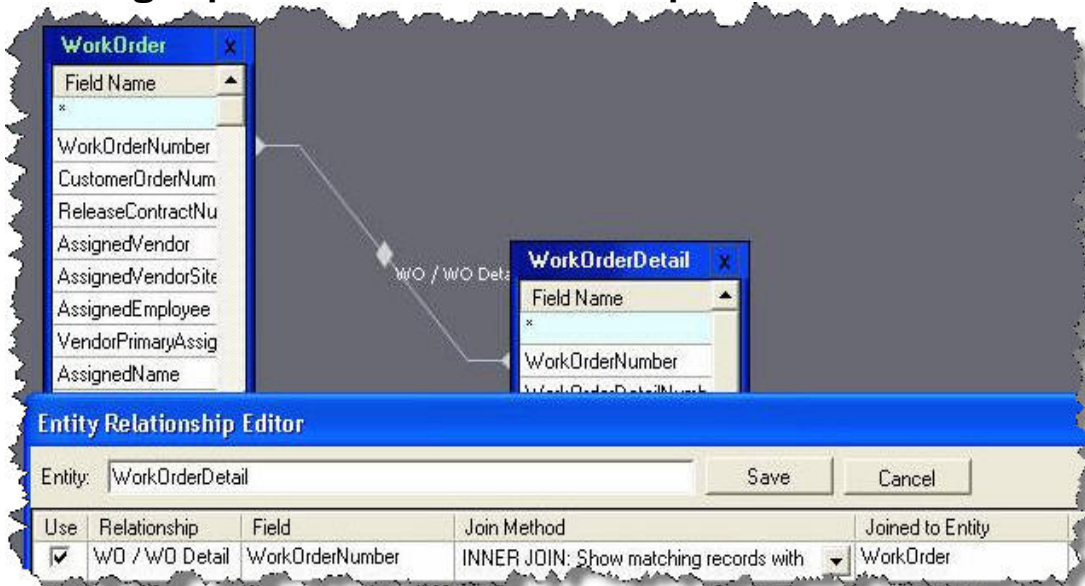 WorkOrder x
Field Name
*
WorkOrderNumber
CustomerOrderNum
ReleaseContractNu
AssignedVendor
AssignedVendorSite
AssignedEmployee
VendorPrimaryAssig
AssignedName
WO / WO Deta
WorkOrderDetail x
Field Name
*
WorkOrderNumber
Entity Relationship Editor
Entity: WorkOrderDetail Save Cancel
Use Relationship Field Join Method Joined to Entity
WO / WO Detail WorkOrderNumber INNER JOIN: Show matching records with WorkOrder